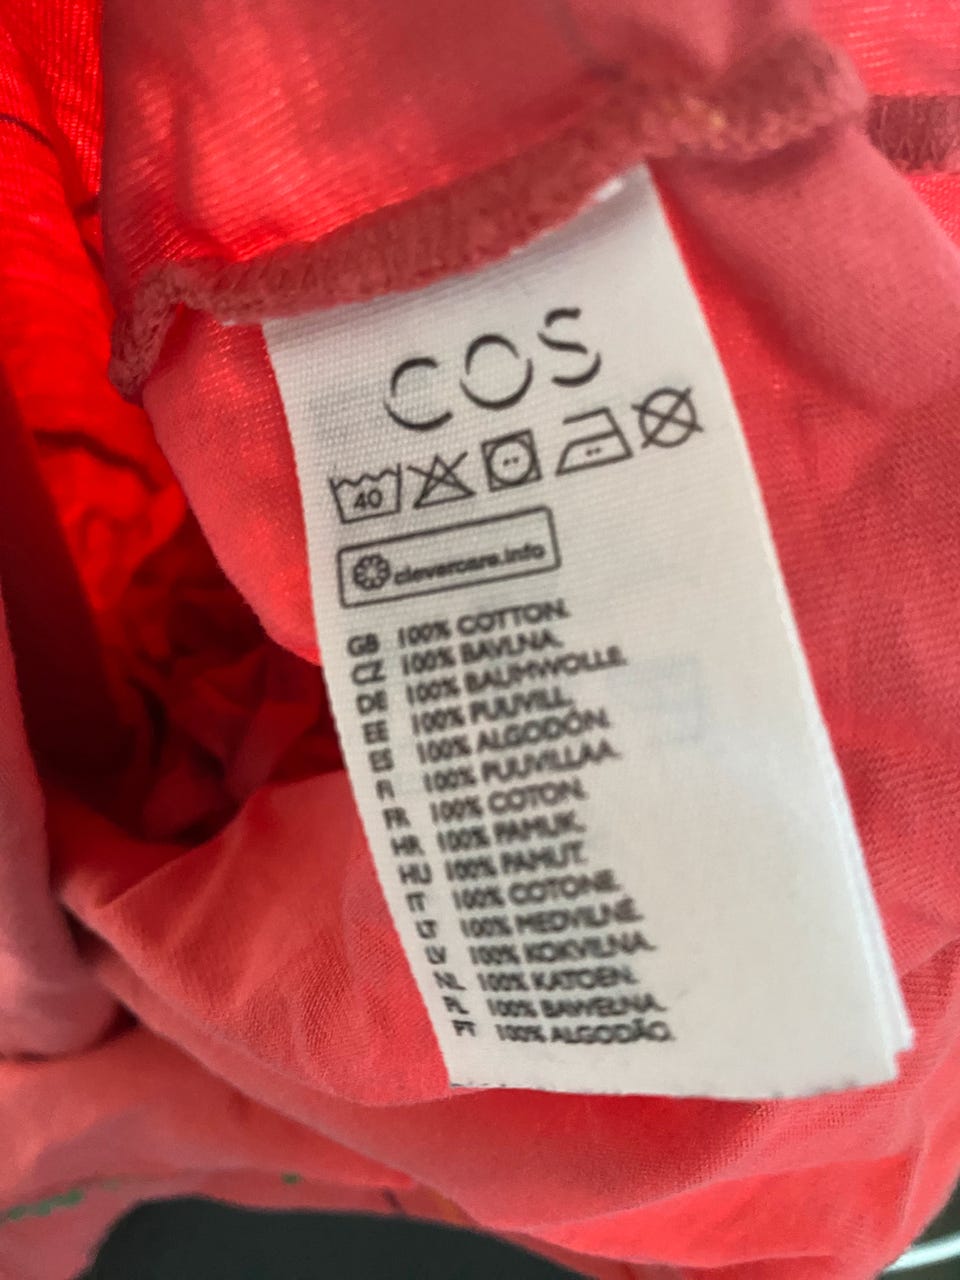 COS
40
clevercare.info
GB 100% COTTON.
CZ 100% BAVLNA.
DE 100% BAUMWOLLE.
EE 100% PUUVILL.
ES 100% ALGODÓN.
FI 100% PUUVILLAA.
FR 100% COTON.
HR 100% PAMUK.
HU 100% PAMUT.
IT 100% COTONE.
LT 100% MEDVILNĖ.
LV 100% KOKVILNA.
NL 100% KATOEN.
PL 100% BAWEŁNA.
PT 100% ALGODÃO.